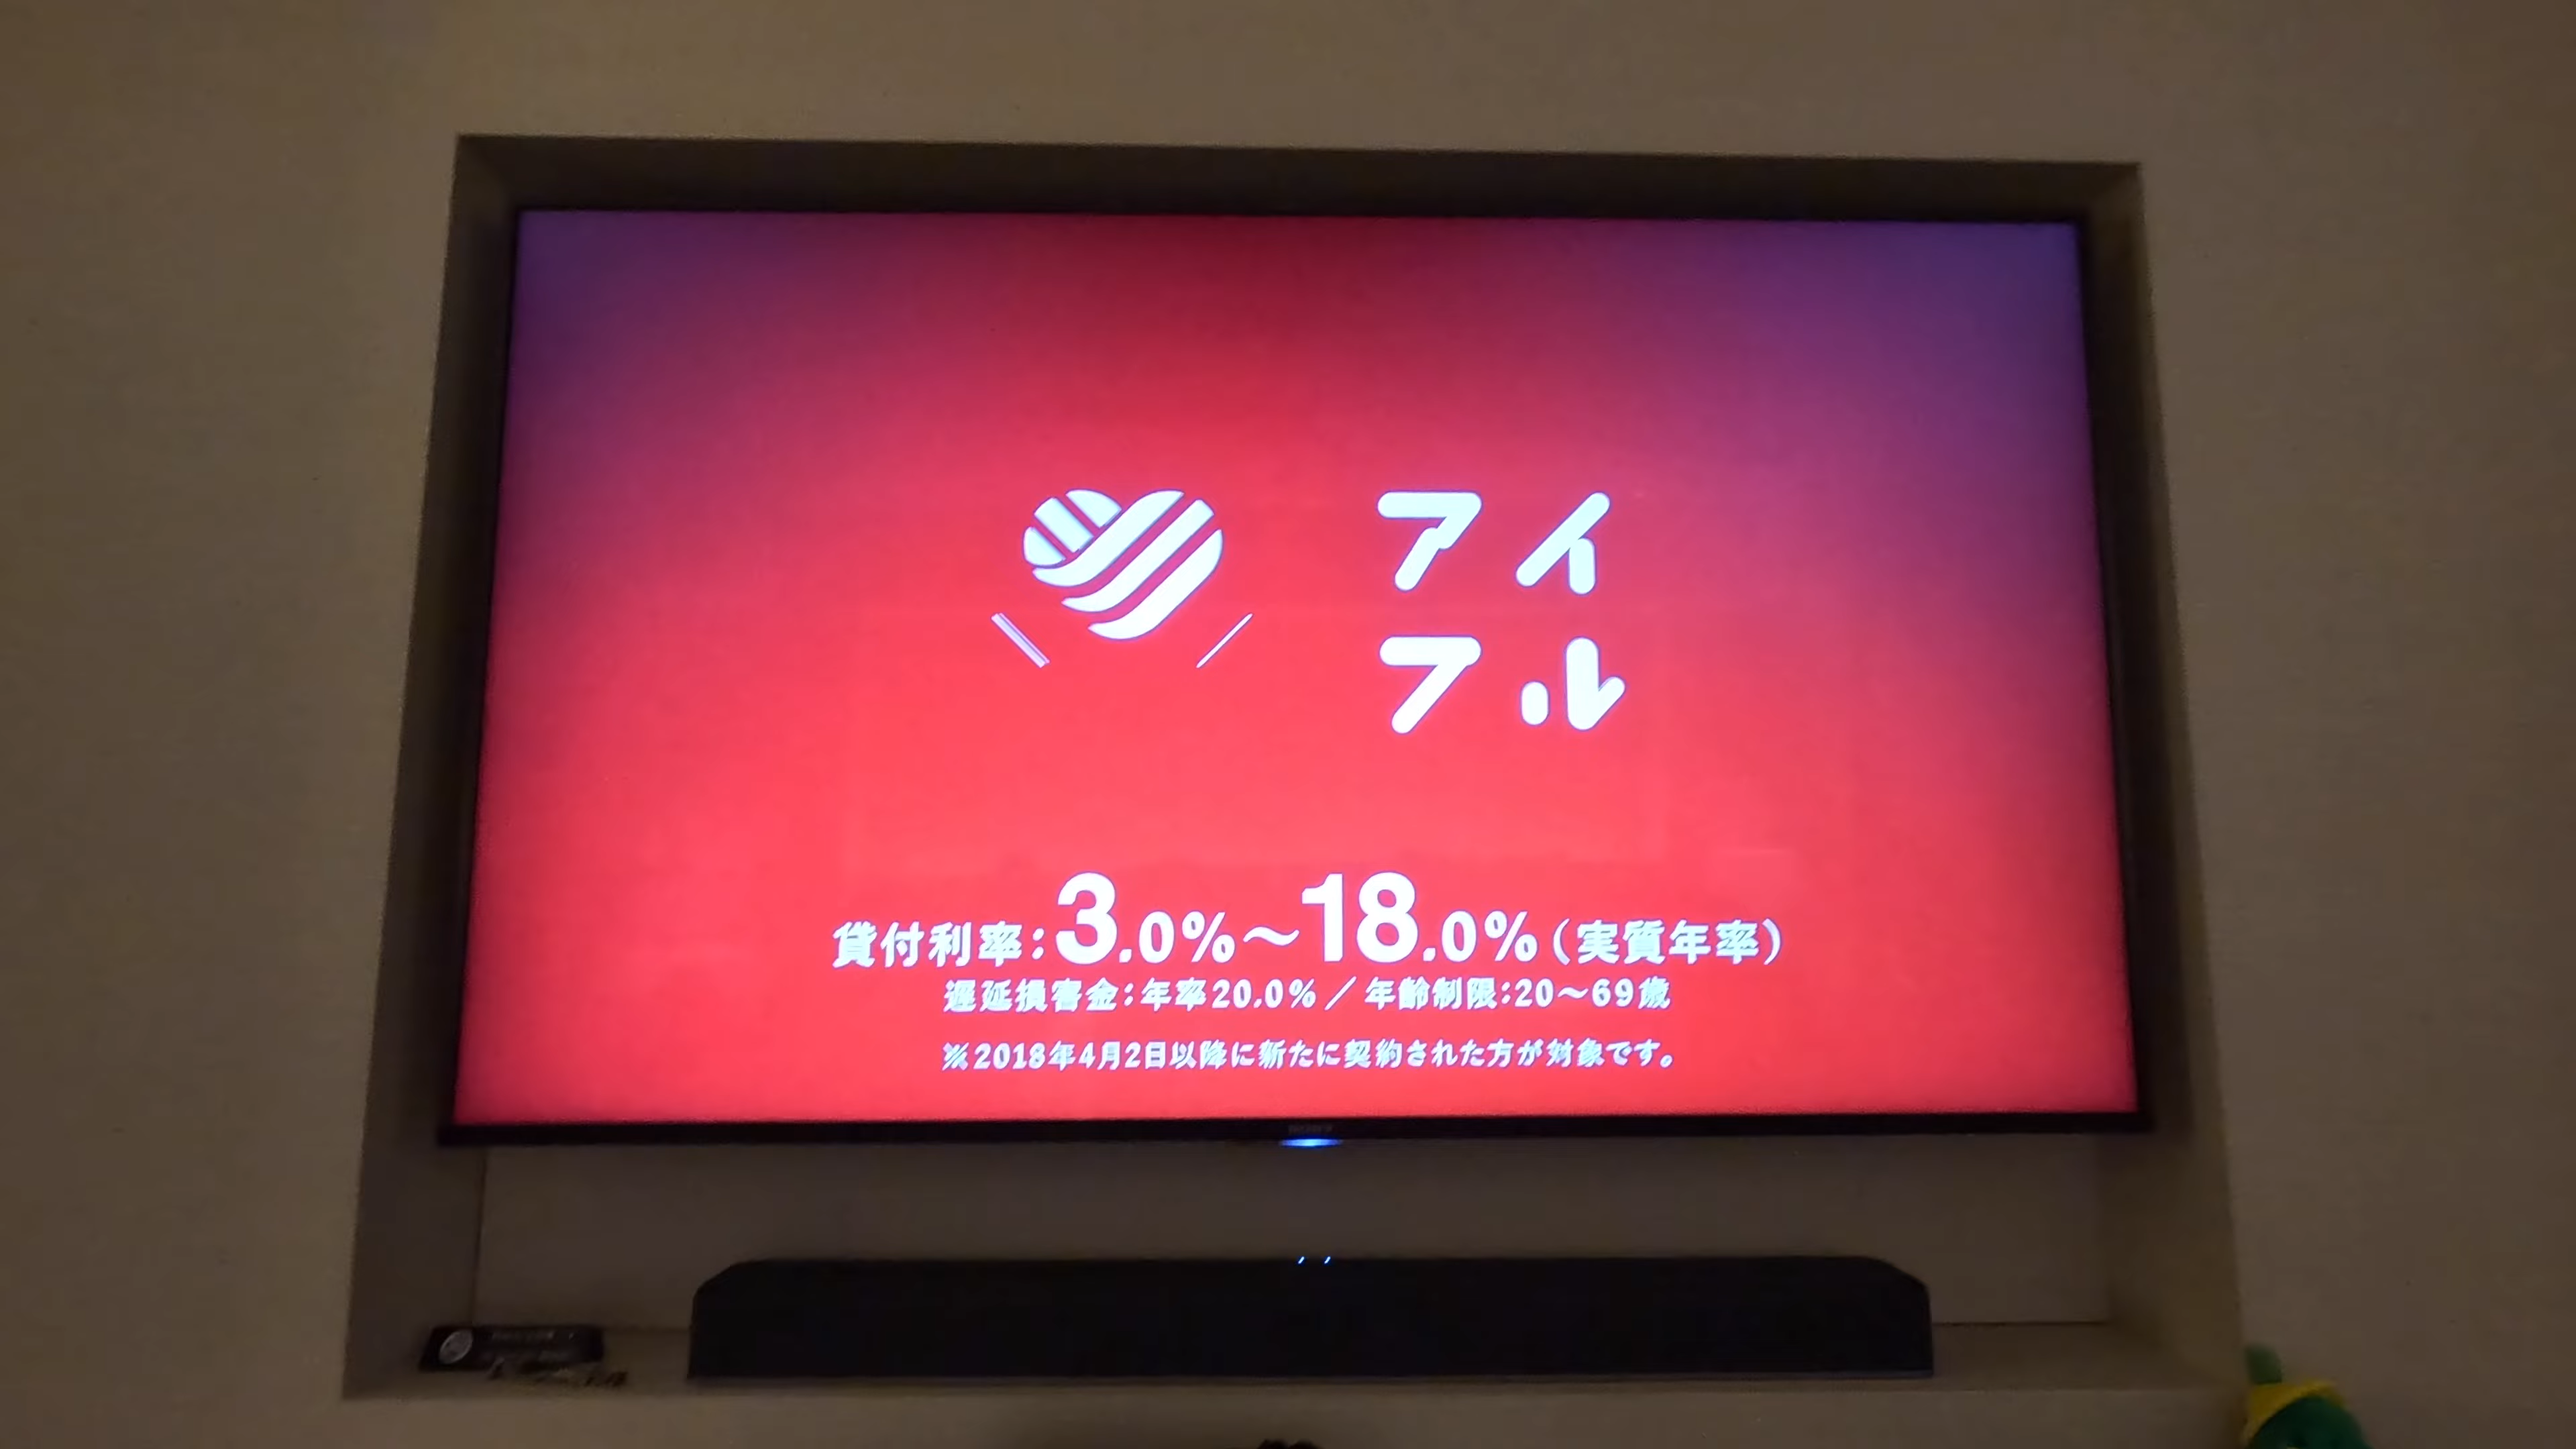 アイ
フル
貸付利率:3.0%～18.0%(実質年率)
遅延損害金:年率20.0%／年齢制限:20～69歳
※2018年4月2日以降に新たに契約された方が対象です。
SONY